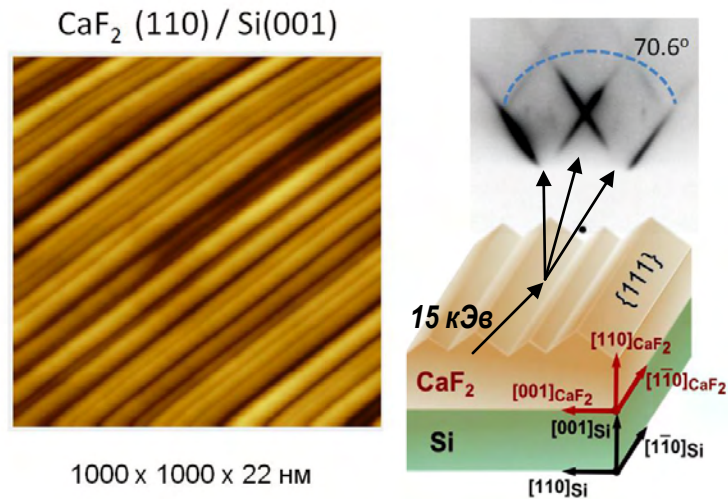 CaF₂ (110) / Si(001)
1000 x 1000 x 22 нм
70.6º
{111}
15 кЭв
[110]CaF₂
CaF₂
[001]CaF₂
[11̄0]CaF₂
Si
[001]Si
[11̄0]Si
[110]Si